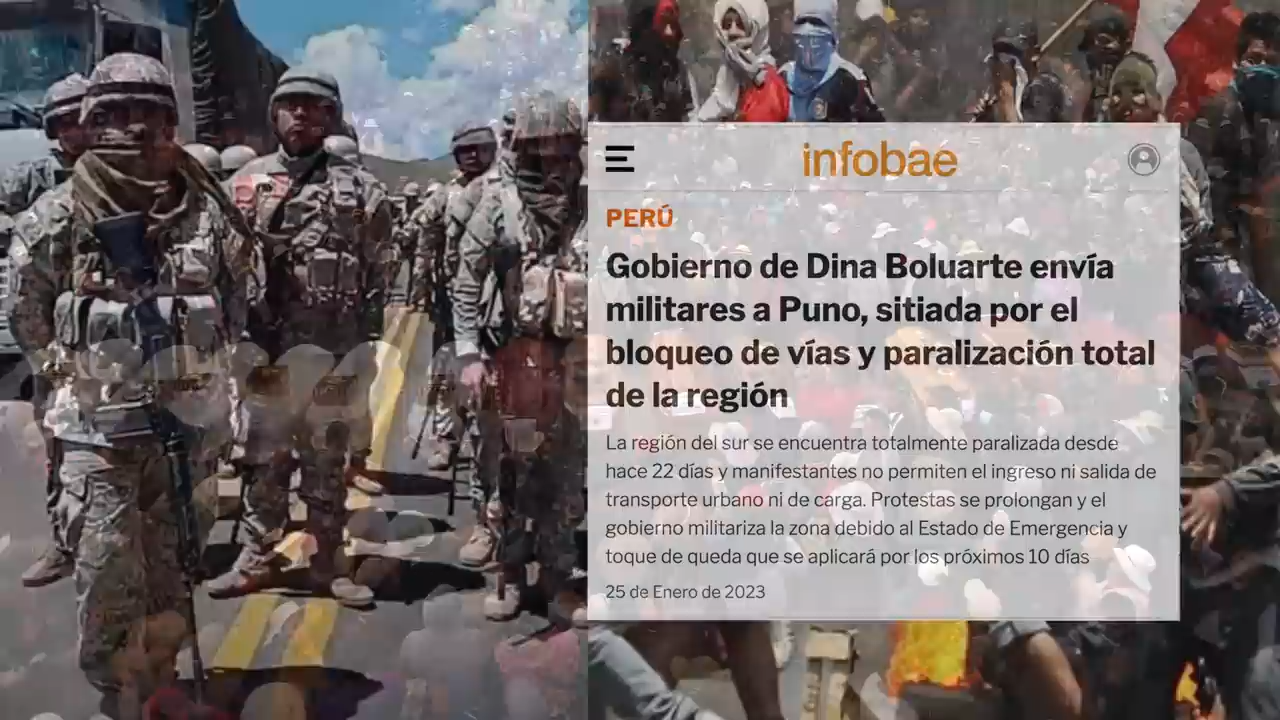 infobae
PERÚ
Gobierno de Dina Boluarte envía
militares a Puno, sitiada por el
bloqueo de vías y paralización total
de la región
La región del sur se encuentra totalmente paralizada desde
hace 22 días y manifestantes no permiten el ingreso ni salida de
transporte urbano ni de carga. Protestas se prolongan y el
gobierno militariza la zona debido al Estado de Emergencia y
toque de queda que se aplicará por los próximos 10 días
25 de Enero de 2023